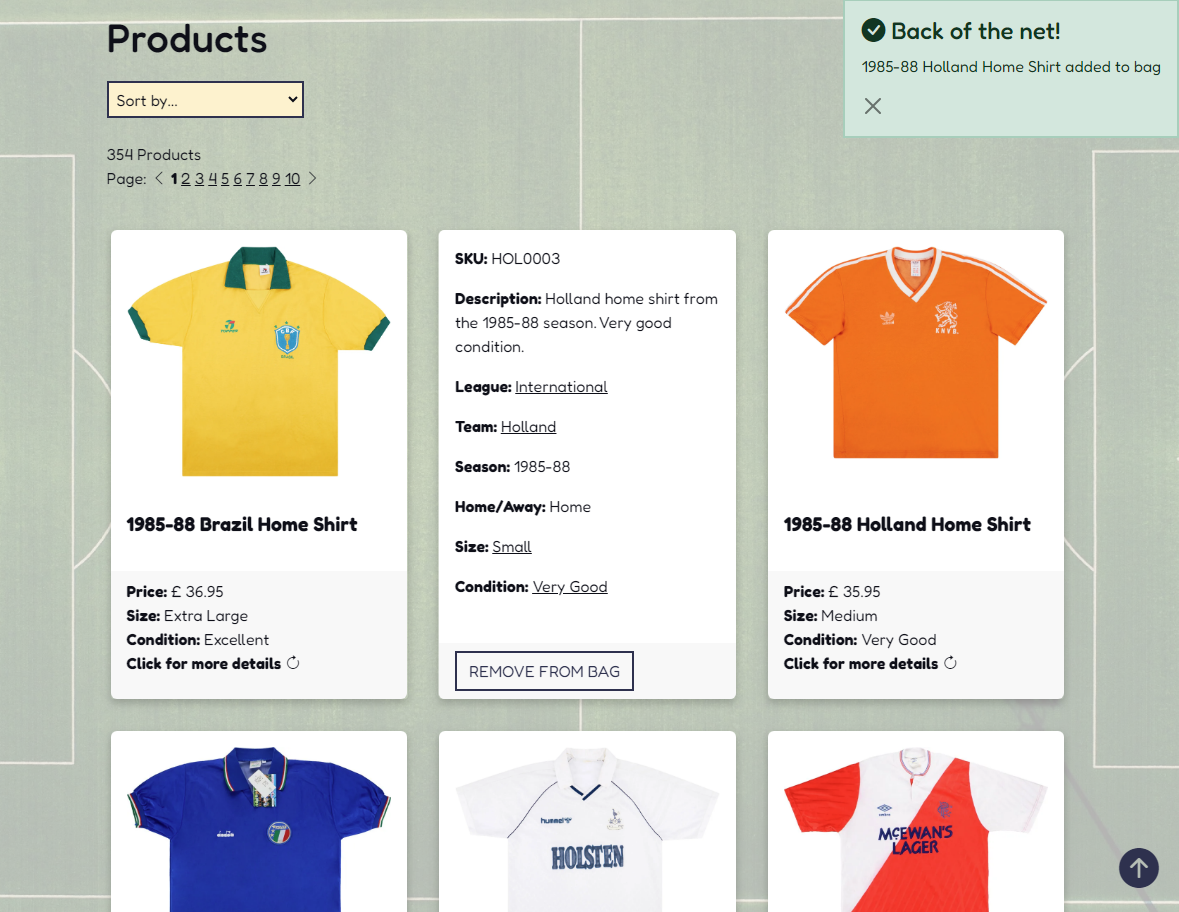 Products
Back of the net!
1985-88 Holland Home Shirt added to bag
Sort by...
354 Products
Page: 1 2 3 4 5 6 7 8 9 10
1985-88 Brazil Home Shirt
Price: £ 36.95
Size: Extra Large
Condition: Excellent
Click for more details
SKU: HOL0003
Description: Holland home shirt from
the 1985-88 season. Very good
condition.
League: International
Team: Holland
Season: 1985-88
Home/Away: Home
Size: Small
Condition: Very Good
REMOVE FROM BAG
K.N.V.B.
1985-88 Holland Home Shirt
Price: £ 35.95
Size: Medium
Condition: Very Good
Click for more details
hummel
HOLSTEN
McEWAN'S
LAGER